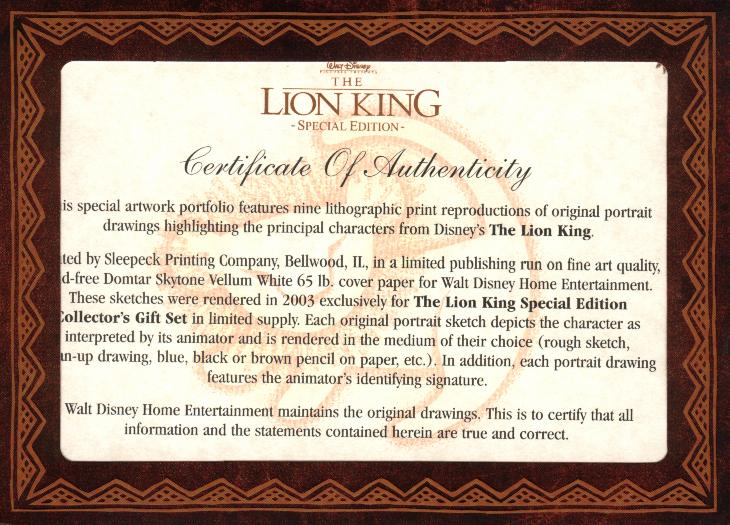 Walt Disney
PICTURES PRESENTS
THE
LION KING
- SPECIAL EDITION -
Certificate Of Authenticity
is special artwork portfolio features nine lithographic print reproductions of original portrait
drawings highlighting the principal characters from Disney's The Lion King.
ted by Sleepeck Printing Company, Bellwood, IL, in a limited publishing run on fine art quality,
d-free Domtar Skytone Vellum White 65 lb. cover paper for Walt Disney Home Entertainment.
These sketches were rendered in 2003 exclusively for The Lion King Special Edition
Collector's Gift Set in limited supply. Each original portrait sketch depicts the character as
interpreted by its animator and is rendered in the medium of their choice (rough sketch,
n-up drawing, blue, black or brown pencil on paper, etc.). In addition, each portrait drawing
features the animator's identifying signature.
Walt Disney Home Entertainment maintains the original drawings. This is to certify that all
information and the statements contained herein are true and correct.